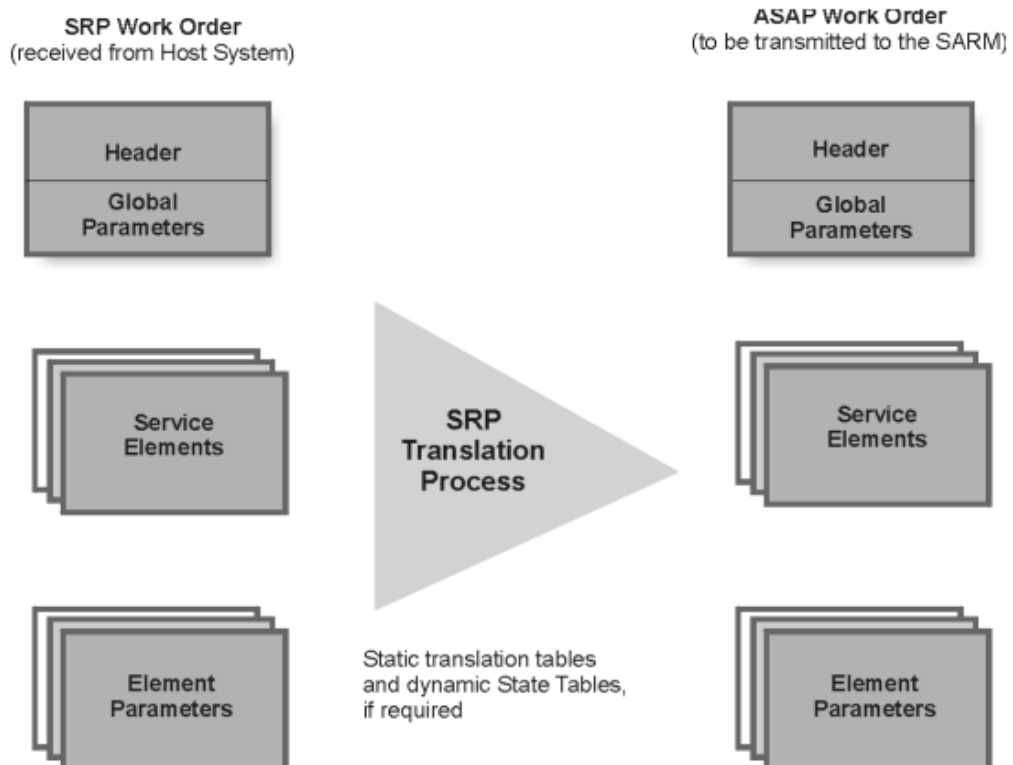 SRP Work Order
(received from Host System)
Header
Global
Parameters
Service
Elements
Element
Parameters
SRP
Translation
Process
Static translation tables
and dynamic State Tables,
if required
ASAP Work Order
(to be transmitted to the SARM)
Header
Global
Parameters
Service
Elements
Element
Parameters